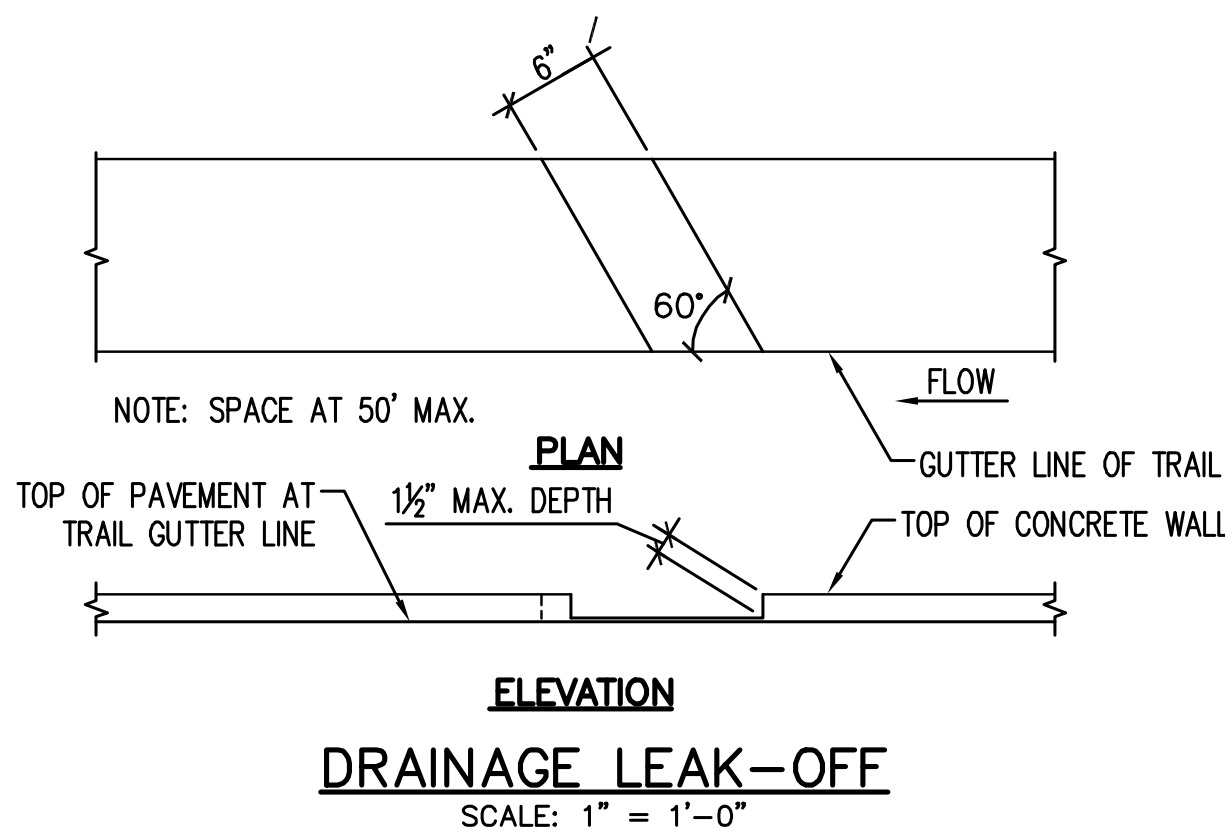 6"
60°
FLOW
NOTE: SPACE AT 50' MAX.
PLAN
GUTTER LINE OF TRAIL
TOP OF PAVEMENT AT
TRAIL GUTTER LINE
1½" MAX. DEPTH
TOP OF CONCRETE WALL
ELEVATION
DRAINAGE LEAK-OFF
SCALE: 1" = 1'-0"